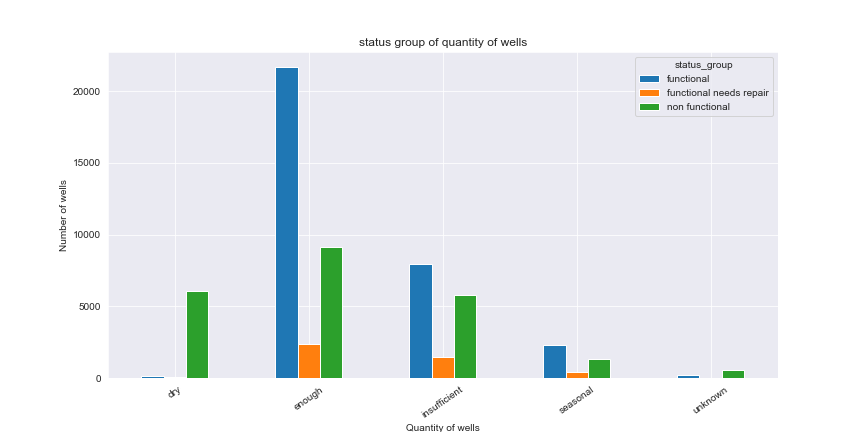 status group of quantity of wells
status_group
functional
functional needs repair
non functional
Number of wells
20000
15000
10000
5000
0
dry
enough
insufficient
seasonal
unknown
Quantity of wells